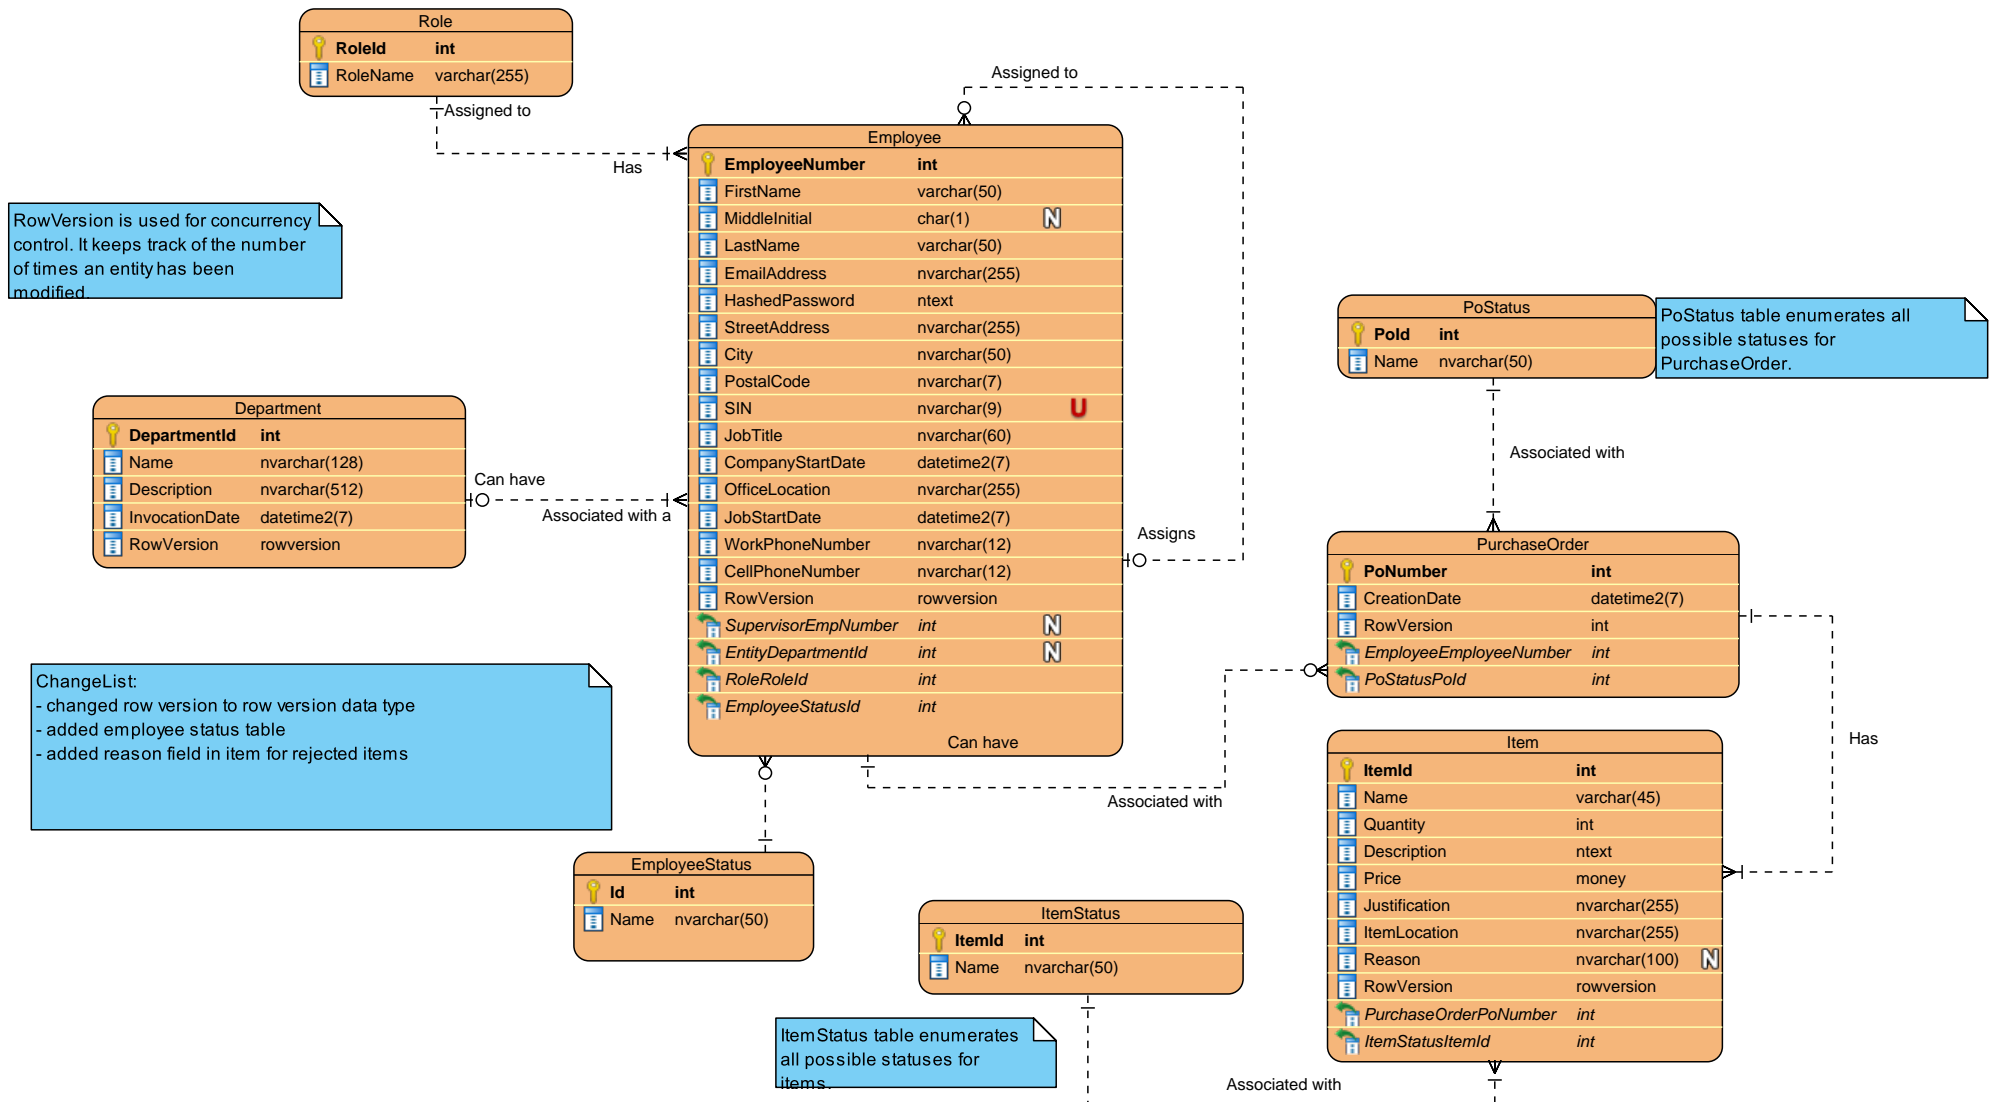 Role
RoleId int
RoleName varchar(255)
Assigned to
Has
Assigned to
Employee
EmployeeNumber int
FirstName varchar(50)
MiddleInitial char(1) N
LastName varchar(50)
EmailAddress nvarchar(255)
HashedPassword ntext
StreetAddress nvarchar(255)
City nvarchar(50)
PostalCode nvarchar(7)
SIN nvarchar(9) U
JobTitle nvarchar(60)
CompanyStartDate datetime2(7)
OfficeLocation nvarchar(255)
JobStartDate datetime2(7)
WorkPhoneNumber nvarchar(12)
CellPhoneNumber nvarchar(12)
RowVersion rowversion
SupervisorEmpNumber int N
EntityDepartmentId int N
RoleRoleId int
EmployeeStatusId int
Can have
Assigns
Associated with
RowVersion is used for concurrency
control. It keeps track of the number
of times an entity has been
modified.
Department
DepartmentId int
Name nvarchar(128)
Description nvarchar(512)
InvocationDate datetime2(7)
RowVersion rowversion
Can have
Associated with a
ChangeList:
- changed row version to row version data type
- added employee status table
- added reason field in item for rejected items
EmployeeStatus
Id int
Name nvarchar(50)
PoStatus
PoId int
Name nvarchar(50)
PoStatus table enumerates all
possible statuses for
PurchaseOrder.
Associated with
PurchaseOrder
PoNumber int
CreationDate datetime2(7)
RowVersion int
EmployeeEmployeeNumber int
PoStatusPoId int
Has
Item
ItemId int
Name varchar(45)
Quantity int
Description ntext
Price money
Justification nvarchar(255)
ItemLocation nvarchar(255)
Reason nvarchar(100) N
RowVersion rowversion
PurchaseOrderPoNumber int
ItemStatusItemId int
ItemStatus
ItemId int
Name nvarchar(50)
ItemStatus table enumerates
all possible statuses for
items.
Associated with